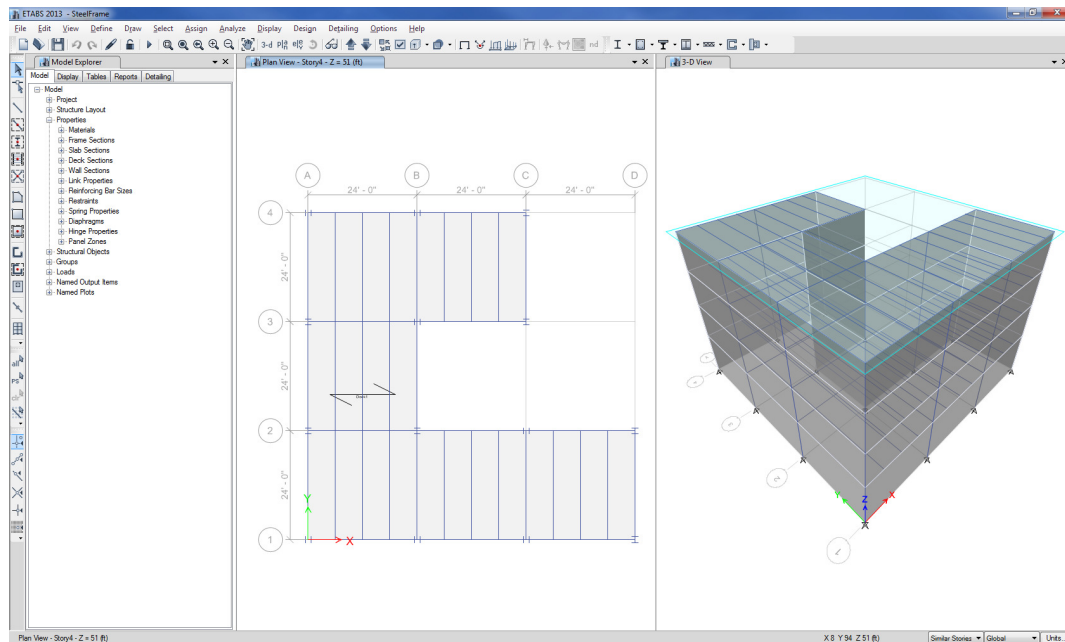 ETABS 2013 - SteelFrame
File Edit View Define Draw Select Assign Analyze Display Design Detailing Options Help
3-d
nd
Model Explorer
Model Display Tables Reports Detailing
Model
Project
Structure Layout
Properties
Materials
Frame Sections
Slab Sections
Deck Sections
Wall Sections
Link Properties
Reinforcing Bar Sizes
Restraints
Spring Properties
Diaphragms
Hinge Properties
Panel Zones
Structural Objects
Groups
Loads
Named Output Items
Named Plots
all
PS
Plan View - Story4 - Z = 51 (ft)
A B C D
24' - 0" 24' - 0" 24' - 0"
4
24' - 0"
3
24' - 0"
2
24' - 0"
1
Y
X
3-D View
Y Z X
Plan View - Story4 - Z = 51 (ft)
X 8 Y 94 Z 51 (ft)
Similar Stories Global Units...